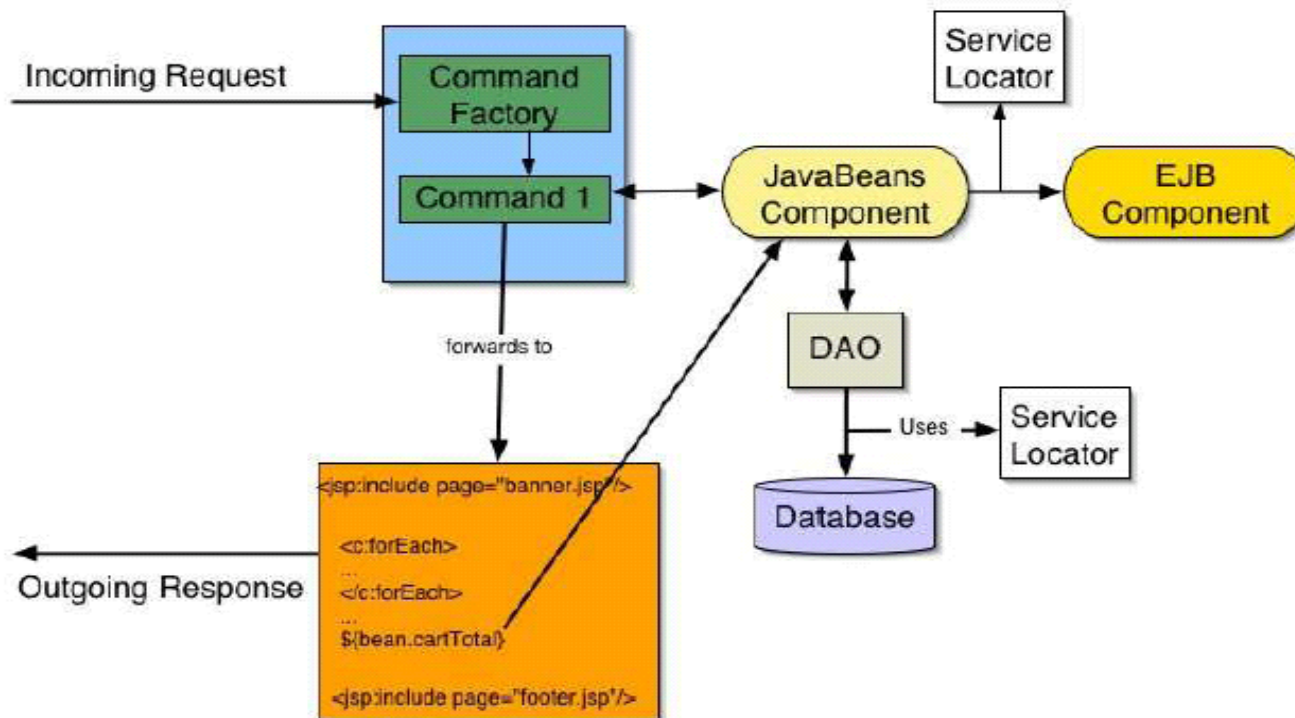 Incoming Request
Command
Factory
Command 1
Service
Locator
JavaBeans
Component
EJB
Component
forwards to
DAO
Uses
Service
Locator
Database
<jsp:include page="banner.jsp"/>
<c:forEach>
...
</c:forEach>
...
${bean.cartTotal}
<jsp:include page="footer.jsp"/>
Outgoing Response